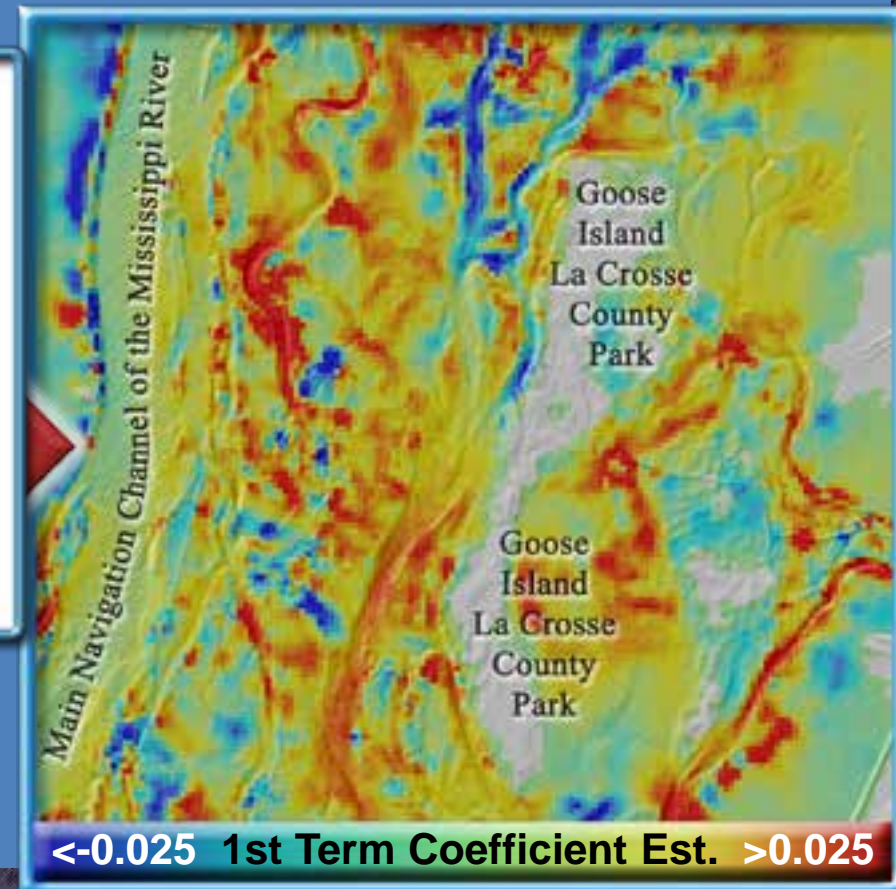 Main Navigation Channel of the Mississippi River
Goose
Island
La Crosse
County
Park
Goose
Island
La Crosse
County
Park
<-0.025 1st Term Coefficient Est. >0.025